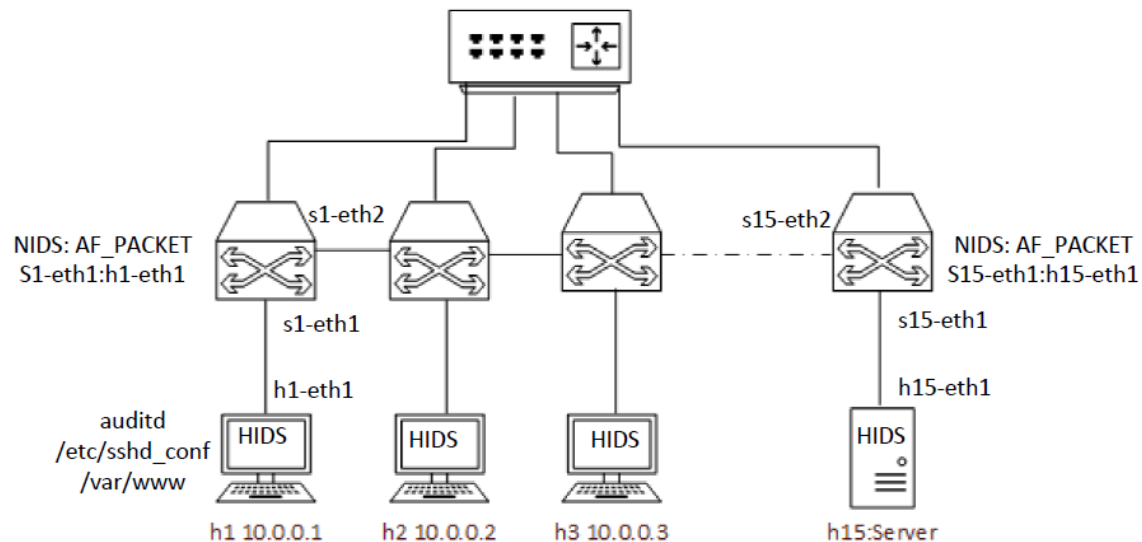 s1-eth2
s15-eth2
NIDS: AF_PACKET
S1-eth1:h1-eth1
NIDS: AF_PACKET
S15-eth1:h15-eth1
s1-eth1
s15-eth1
h1-eth1
h15-eth1
auditd
/etc/sshd_conf
/var/www
HIDS
HIDS
HIDS
HIDS
h1 10.0.0.1
h2 10.0.0.2
h3 10.0.0.3
h15:Server